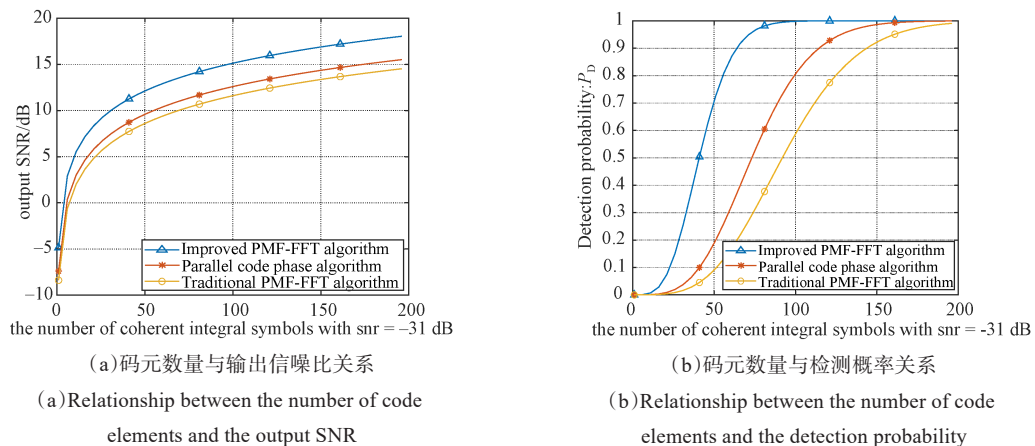 20
15
10
5
0
−5
−10
output SNR/dB
Improved PMF-FFT algorithm
Parallel code phase algorithm
Traditional PMF-FFT algorithm
0 50 100 150 200
the number of coherent integral symbols with snr = −31 dB
(a)码元数量与输出信噪比关系
(a)Relationship between the number of code
elements and the output SNR
1
0.9
0.8
0.7
0.6
0.5
0.4
0.3
0.2
0.1
0
Detection probability:PD
Improved PMF-FFT algorithm
Parallel code phase algorithm
Traditional PMF-FFT algorithm
0 50 100 150 200
the number of coherent integral symbols with snr = -31 dB
(b)码元数量与检测概率关系
(b)Relationship between the number of code
elements and the detection probability